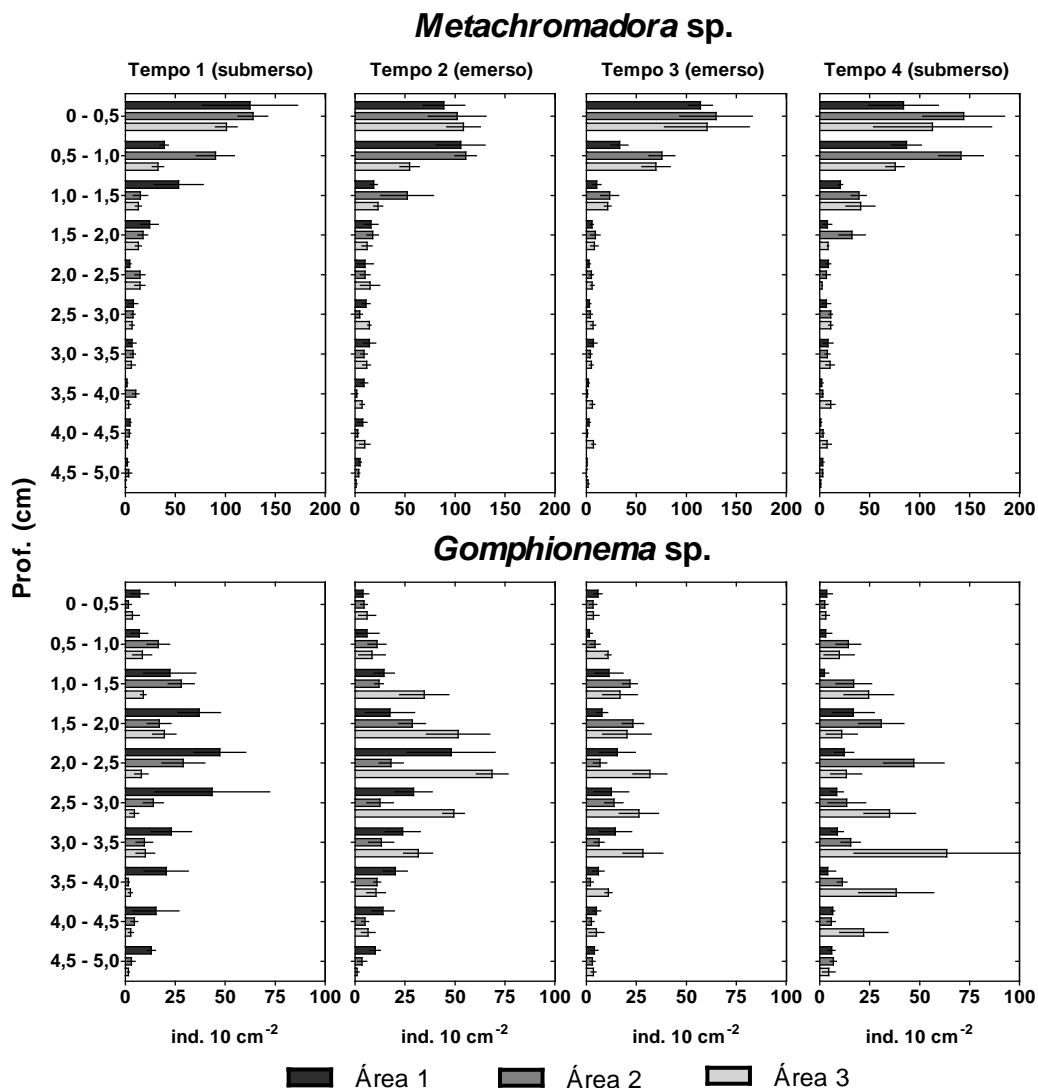 Metachromadora sp.
Tempo 1 (submerso) Tempo 2 (emerso) Tempo 3 (emerso) Tempo 4 (submerso)
0 - 0,5
0,5 - 1,0
1,0 - 1,5
1,5 - 2,0
2,0 - 2,5
2,5 - 3,0
3,0 - 3,5
3,5 - 4,0
4,0 - 4,5
4,5 - 5,0
0 50 100 150 200 0 50 100 150 200 0 50 100 150 200 0 50 100 150 200
Prof. (cm)
Gomphionema sp.
0 - 0,5
0,5 - 1,0
1,0 - 1,5
1,5 - 2,0
2,0 - 2,5
2,5 - 3,0
3,0 - 3,5
3,5 - 4,0
4,0 - 4,5
4,5 - 5,0
0 25 50 75 100 0 25 50 75 100 0 25 50 75 100 0 25 50 75 100
ind. 10 cm⁻² ind. 10 cm⁻² ind. 10 cm⁻² ind. 10 cm⁻²
Área 1 Área 2 Área 3